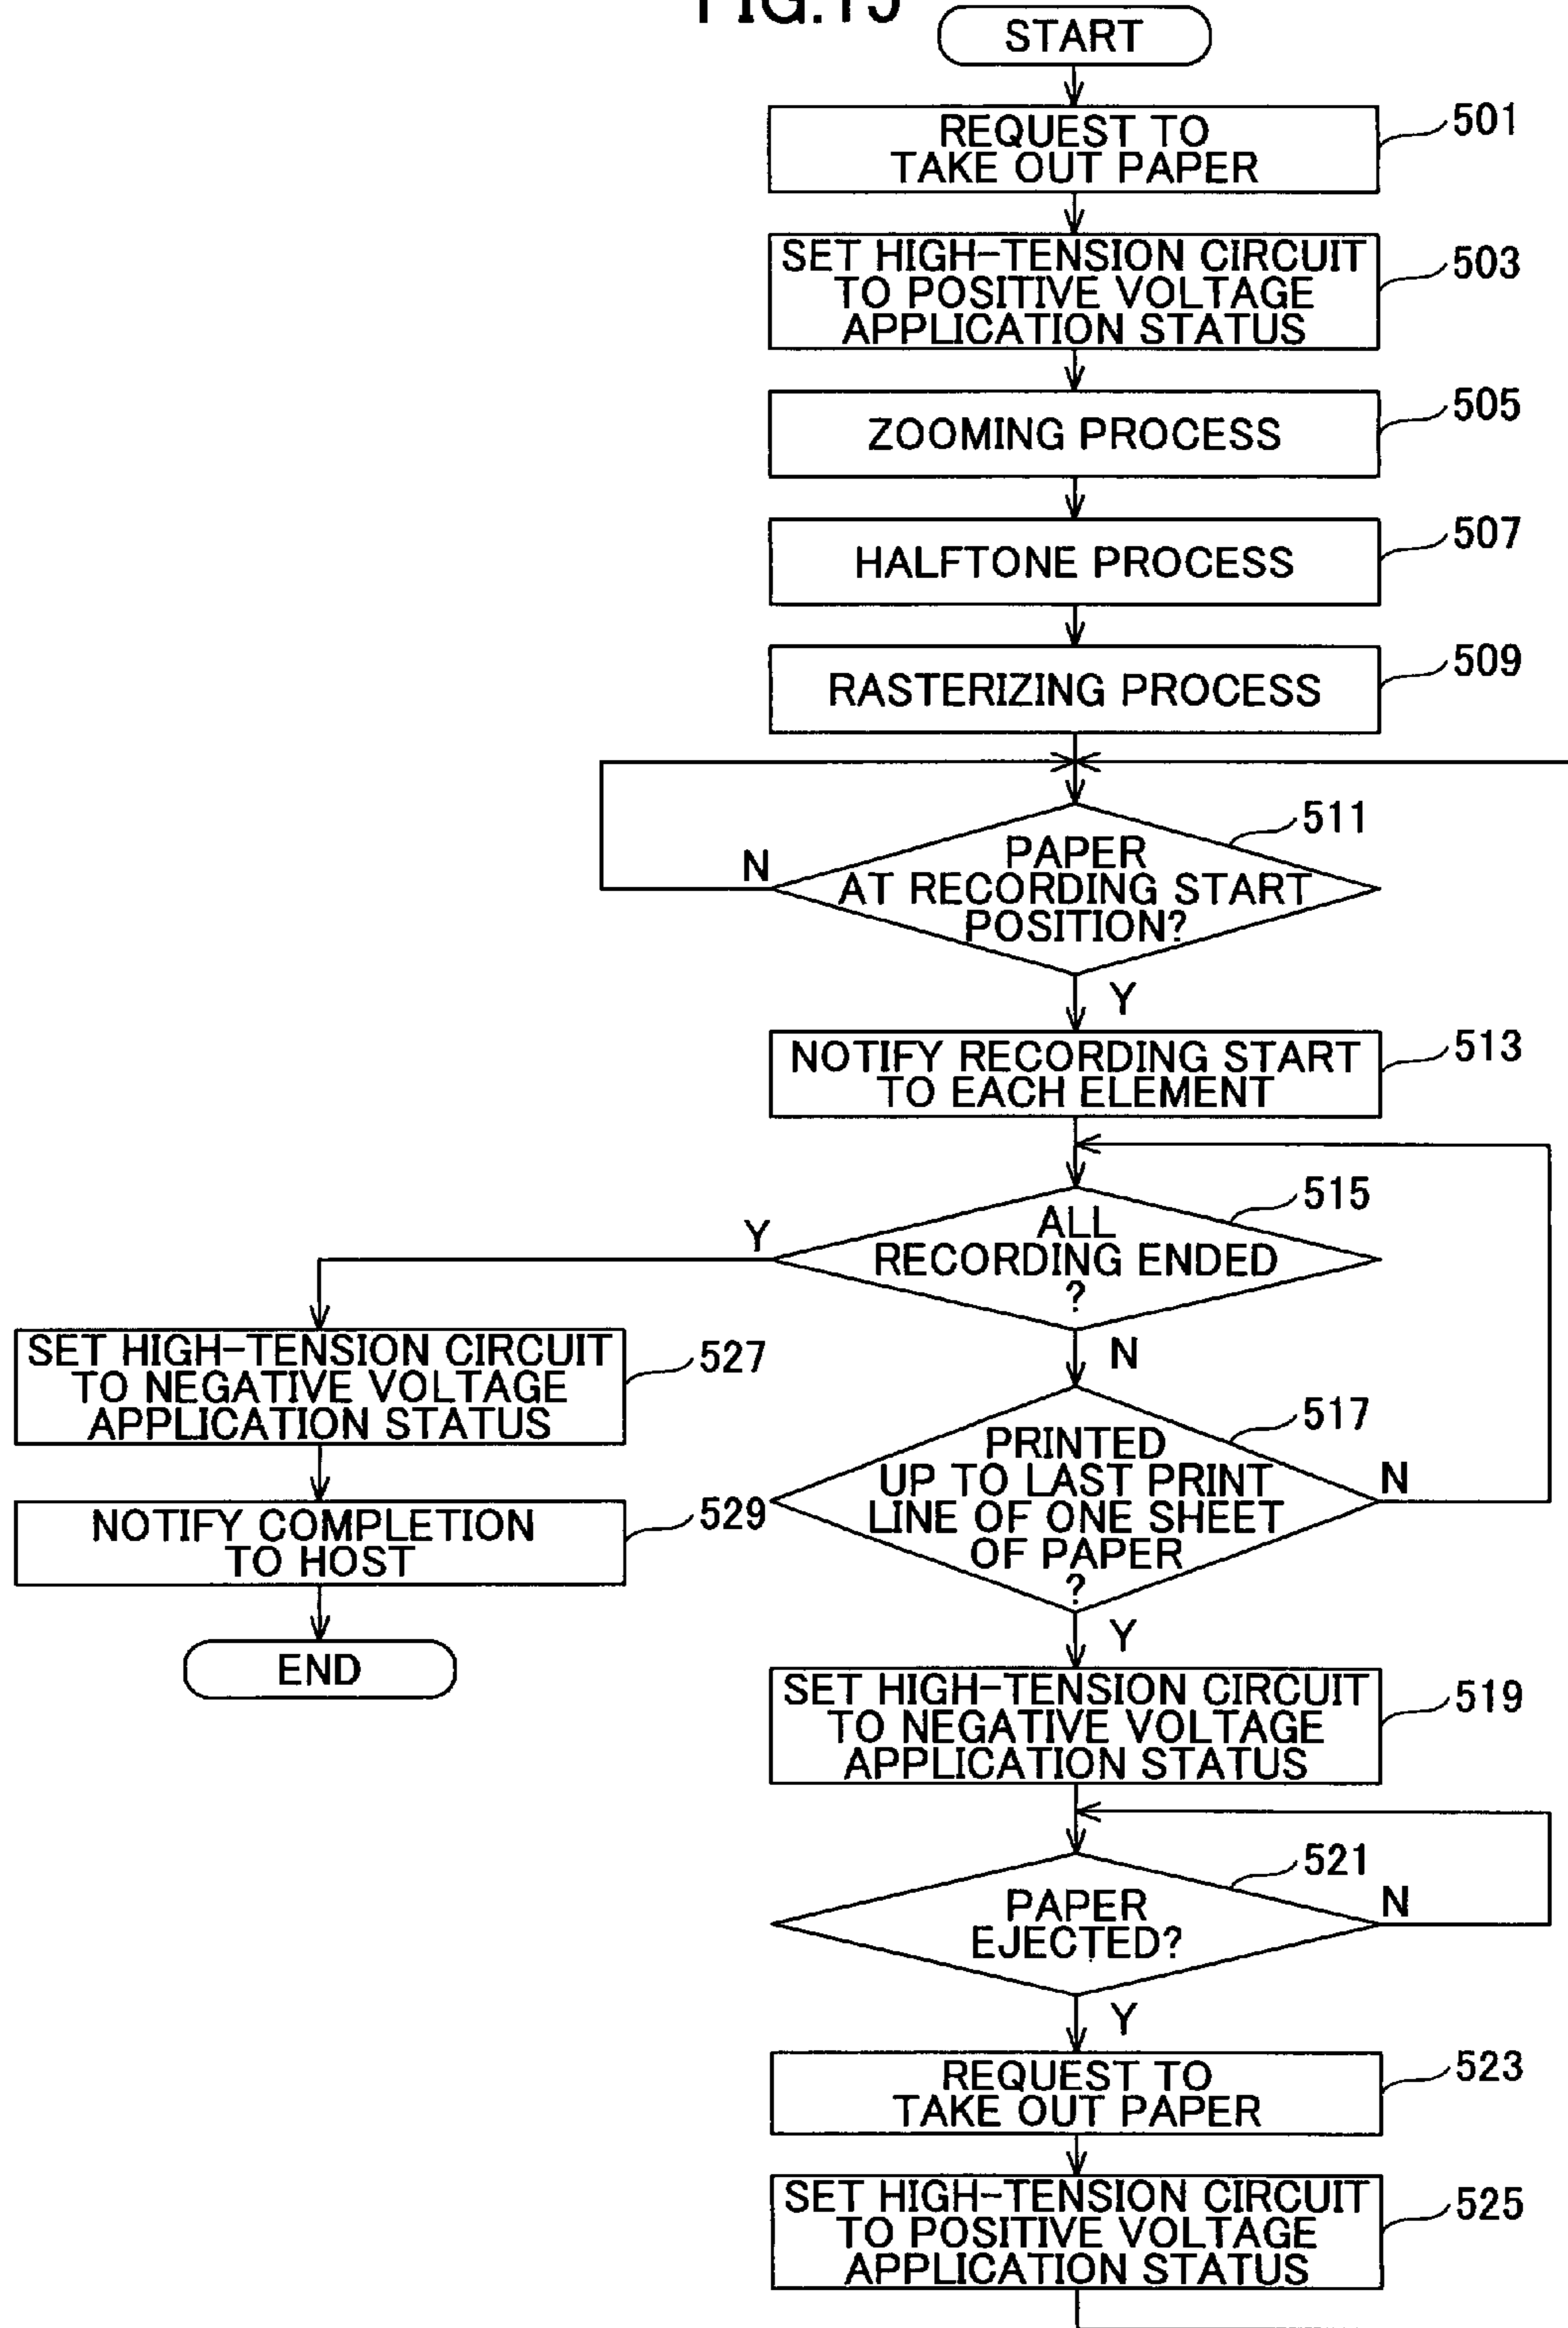 START
REQUEST TO
TAKE OUT PAPER
501
SET HIGH-TENSION CIRCUIT
TO POSITIVE VOLTAGE
APPLICATION STATUS
503
ZOOMING PROCESS
505
HALFTONE PROCESS
507
RASTERIZING PROCESS
509
PAPER
AT RECORDING START
POSITION?
511
N
Y
NOTIFY RECORDING START
TO EACH ELEMENT
513
ALL
RECORDING ENDED
?
515
Y
N
SET HIGH-TENSION CIRCUIT
TO NEGATIVE VOLTAGE
APPLICATION STATUS
527
NOTIFY COMPLETION
TO HOST
529
END
PRINTED
UP TO LAST PRINT
LINE OF ONE SHEET
OF PAPER
?
517
N
Y
SET HIGH-TENSION CIRCUIT
TO NEGATIVE VOLTAGE
APPLICATION STATUS
519
PAPER
EJECTED?
521
N
Y
REQUEST TO
TAKE OUT PAPER
523
SET HIGH-TENSION CIRCUIT
TO POSITIVE VOLTAGE
APPLICATION STATUS
525